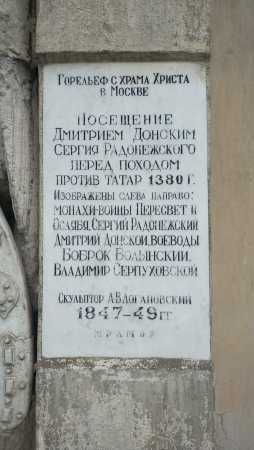 Горельеф с храма Христа
в Москве
Посещение
Дмитрием Донским
Сергия Радонежского
перед походом
против татар 1380 г.
Изображены слева направо:
монахи-воины Пересвет и
Ослябя, Сергий Радонежский
Дмитрий Донской, воеводы
Боброк Волынский,
Владимир Серпуховской
Скульптор А.В.Логановский
1847-49 гг
мрамор